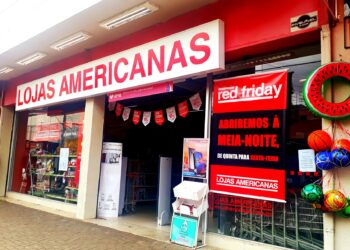 LOJAS AMERICANAS
red friday
ABRIREMOS À
MEIA-NOITE,
DE QUINTA PARA SEXTA-FEIRA
LOJAS AMERICANAS